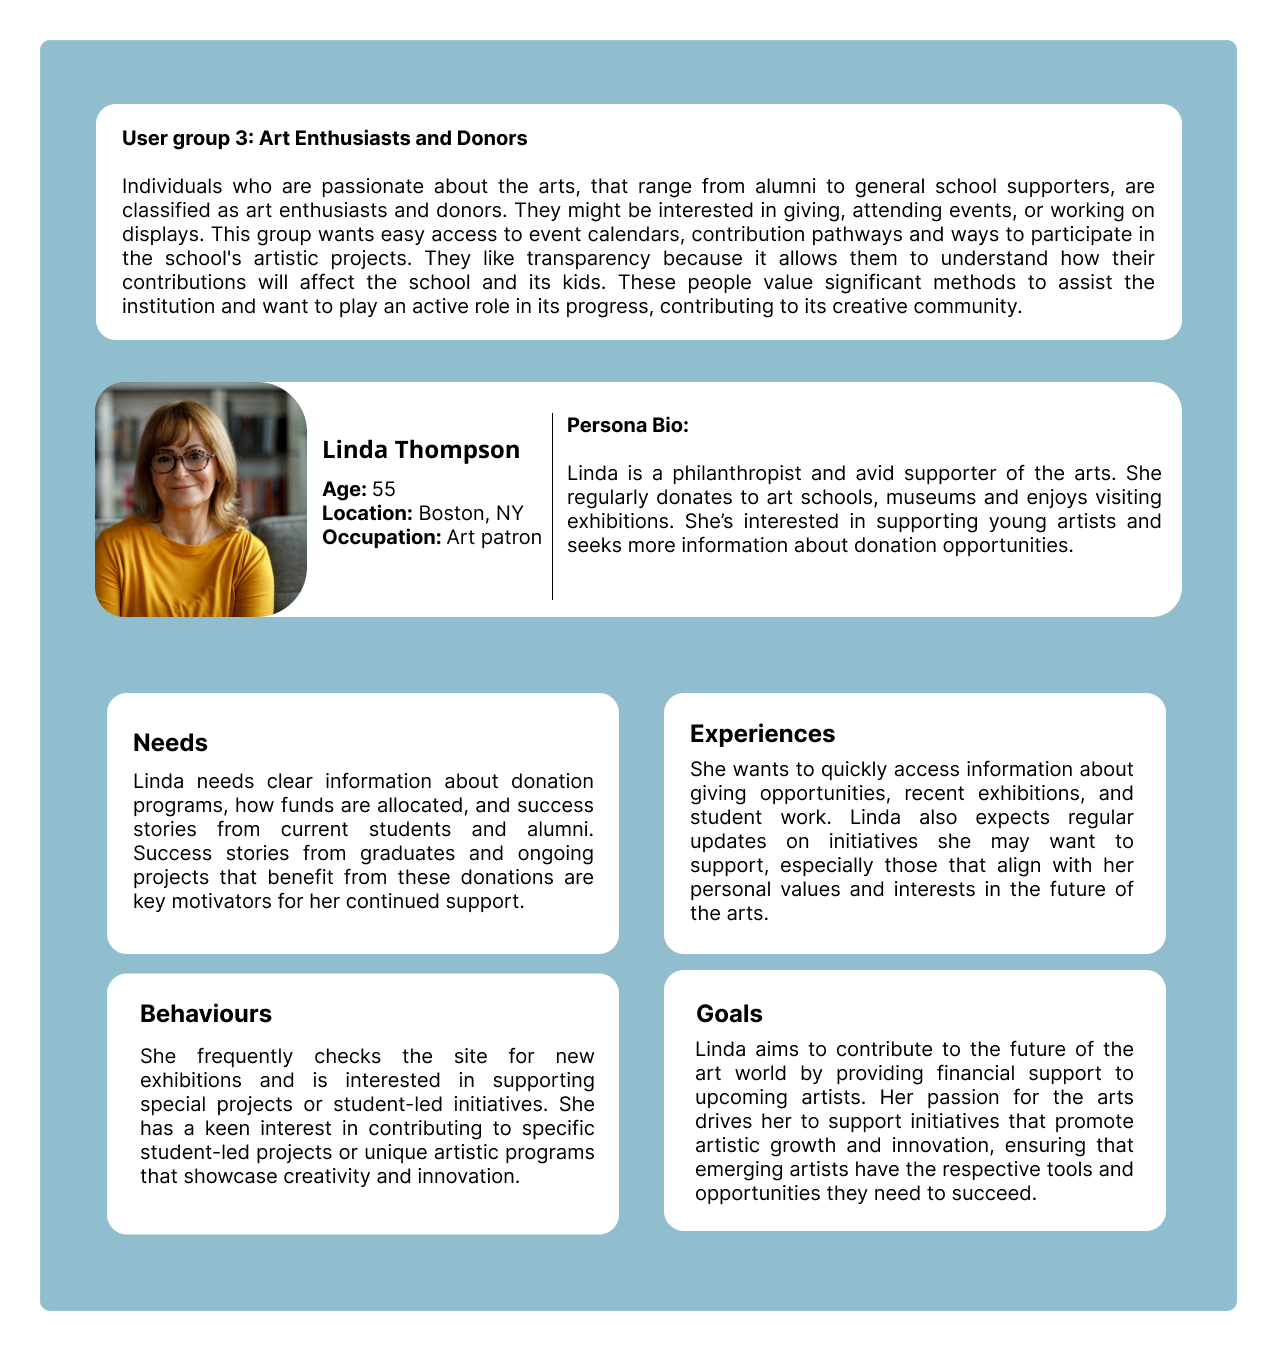 User group 3: Art Enthusiasts and Donors
Individuals who are passionate about the arts, that range from alumni to general school supporters, are
classified as art enthusiasts and donors. They might be interested in giving, attending events, or working on
displays. This group wants easy access to event calendars, contribution pathways and ways to participate in
the school's artistic projects. They like transparency because it allows them to understand how their
contributions will affect the school and its kids. These people value significant methods to assist the
institution and want to play an active role in its progress, contributing to its creative community.
Linda Thompson
Age: 55
Location: Boston, NY
Occupation: Art patron
Persona Bio:
Linda is a philanthropist and avid supporter of the arts. She
regularly donates to art schools, museums and enjoys visiting
exhibitions. She’s interested in supporting young artists and
seeks more information about donation opportunities.
Needs
Linda needs clear information about donation
programs, how funds are allocated, and success
stories from current students and alumni.
Success stories from graduates and ongoing
projects that benefit from these donations are
key motivators for her continued support.
Experiences
She wants to quickly access information about
giving opportunities, recent exhibitions, and
student work. Linda also expects regular
updates on initiatives she may want to
support, especially those that align with her
personal values and interests in the future of
the arts.
Behaviours
She frequently checks the site for new
exhibitions and is interested in supporting
special projects or student-led initiatives. She
has a keen interest in contributing to specific
student-led projects or unique artistic programs
that showcase creativity and innovation.
Goals
Linda aims to contribute to the future of the
art world by providing financial support to
upcoming artists. Her passion for the arts
drives her to support initiatives that promote
artistic growth and innovation, ensuring that
emerging artists have the respective tools and
opportunities they need to succeed.